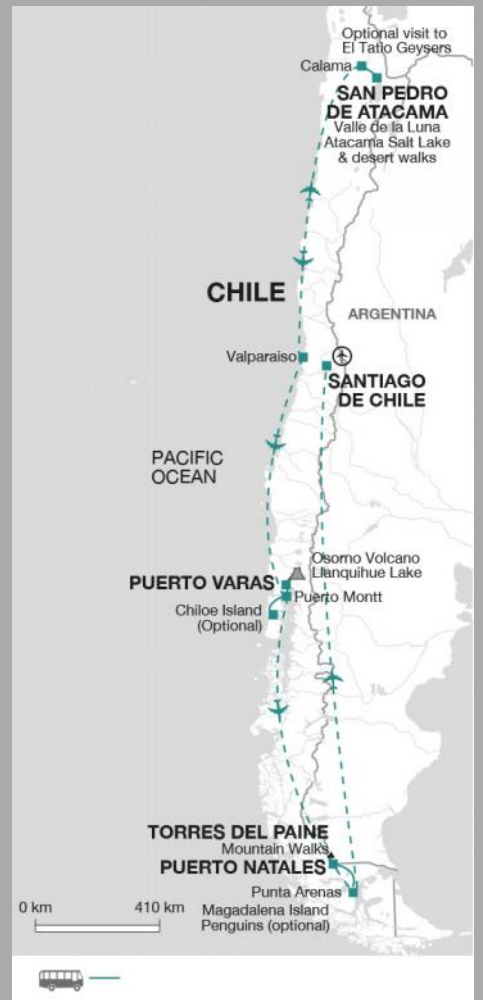 Optional visit to
El Tatio Geysers
Calama
SAN PEDRO
DE ATACAMA
Valle de la Luna
Atacama Salt Lake
& desert walks
CHILE
ARGENTINA
Valparaiso
SANTIAGO
DE CHILE
PACIFIC
OCEAN
Osorno Volcano
Llanquihue Lake
PUERTO VARAS
Puerto Montt
Chiloe Island
(Optional)
TORRES DEL PAINE
Mountain Walks
PUERTO NATALES
Punta Arenas
0 km
410 km
Magadalena Island
Penguins (optional)